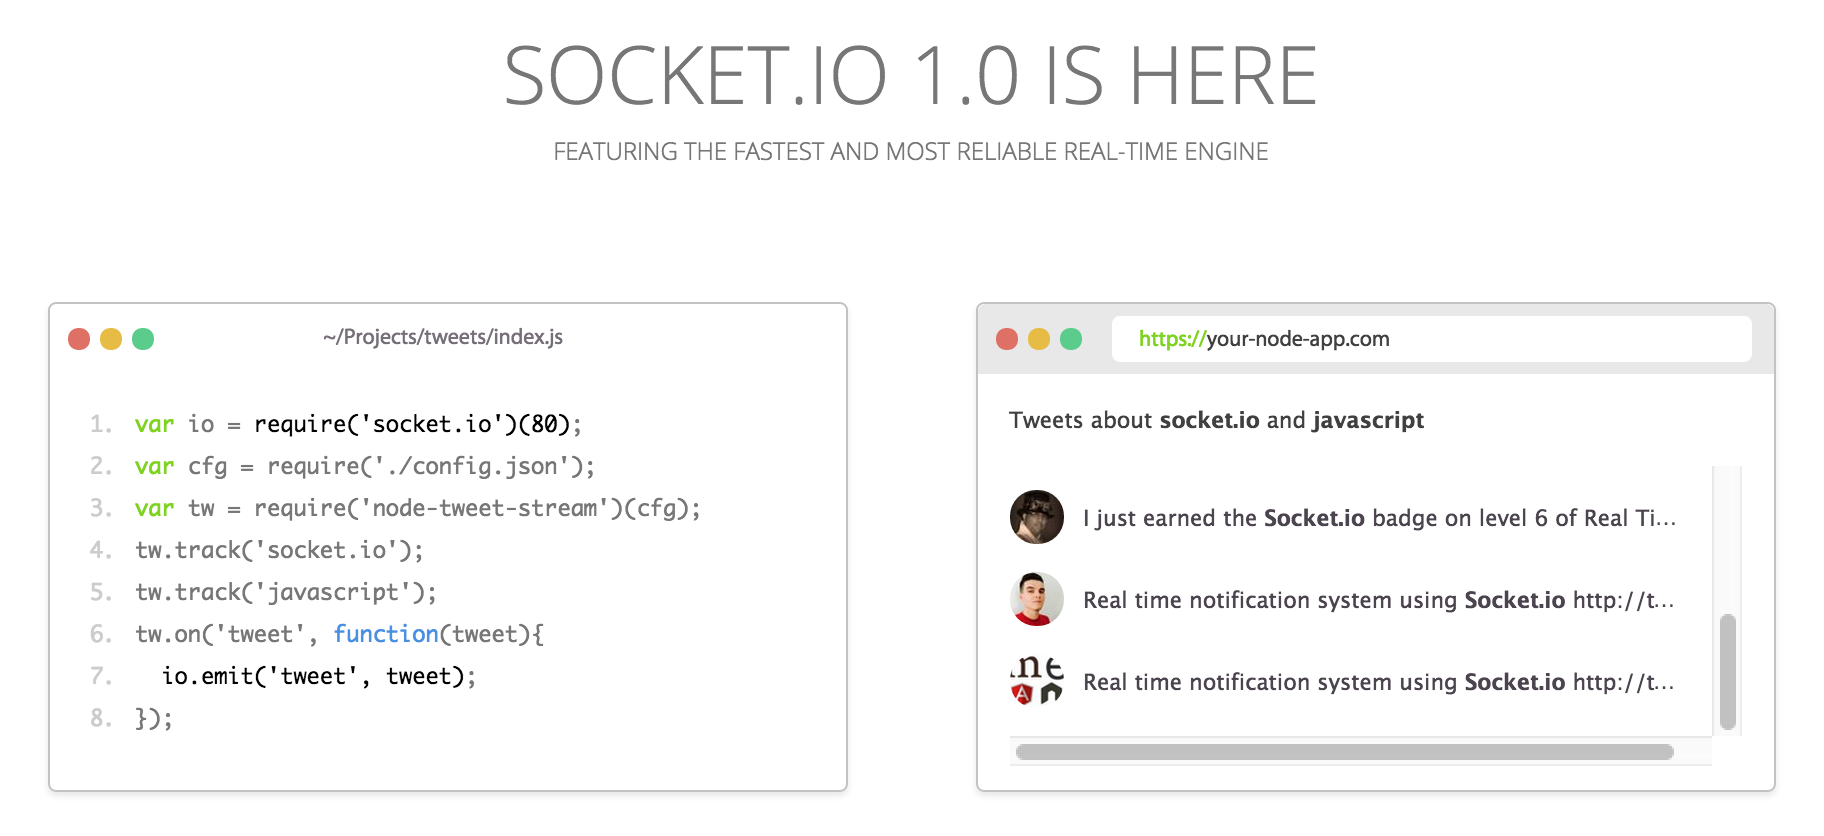 SOCKET.IO 1.0 IS HERE
FEATURING THE FASTEST AND MOST RELIABLE REAL-TIME ENGINE
~/Projects/tweets/index.js
1. var io = require('socket.io')(80);
2. var cfg = require('./config.json');
3. var tw = require('node-tweet-stream')(cfg);
4. tw.track('socket.io');
5. tw.track('javascript');
6. tw.on('tweet', function(tweet){
7.   io.emit('tweet', tweet);
8. });
https://your-node-app.com
Tweets about socket.io and javascript
I just earned the Socket.io badge on level 6 of Real Ti...
Real time notification system using Socket.io http://t...
Real time notification system using Socket.io http://t...